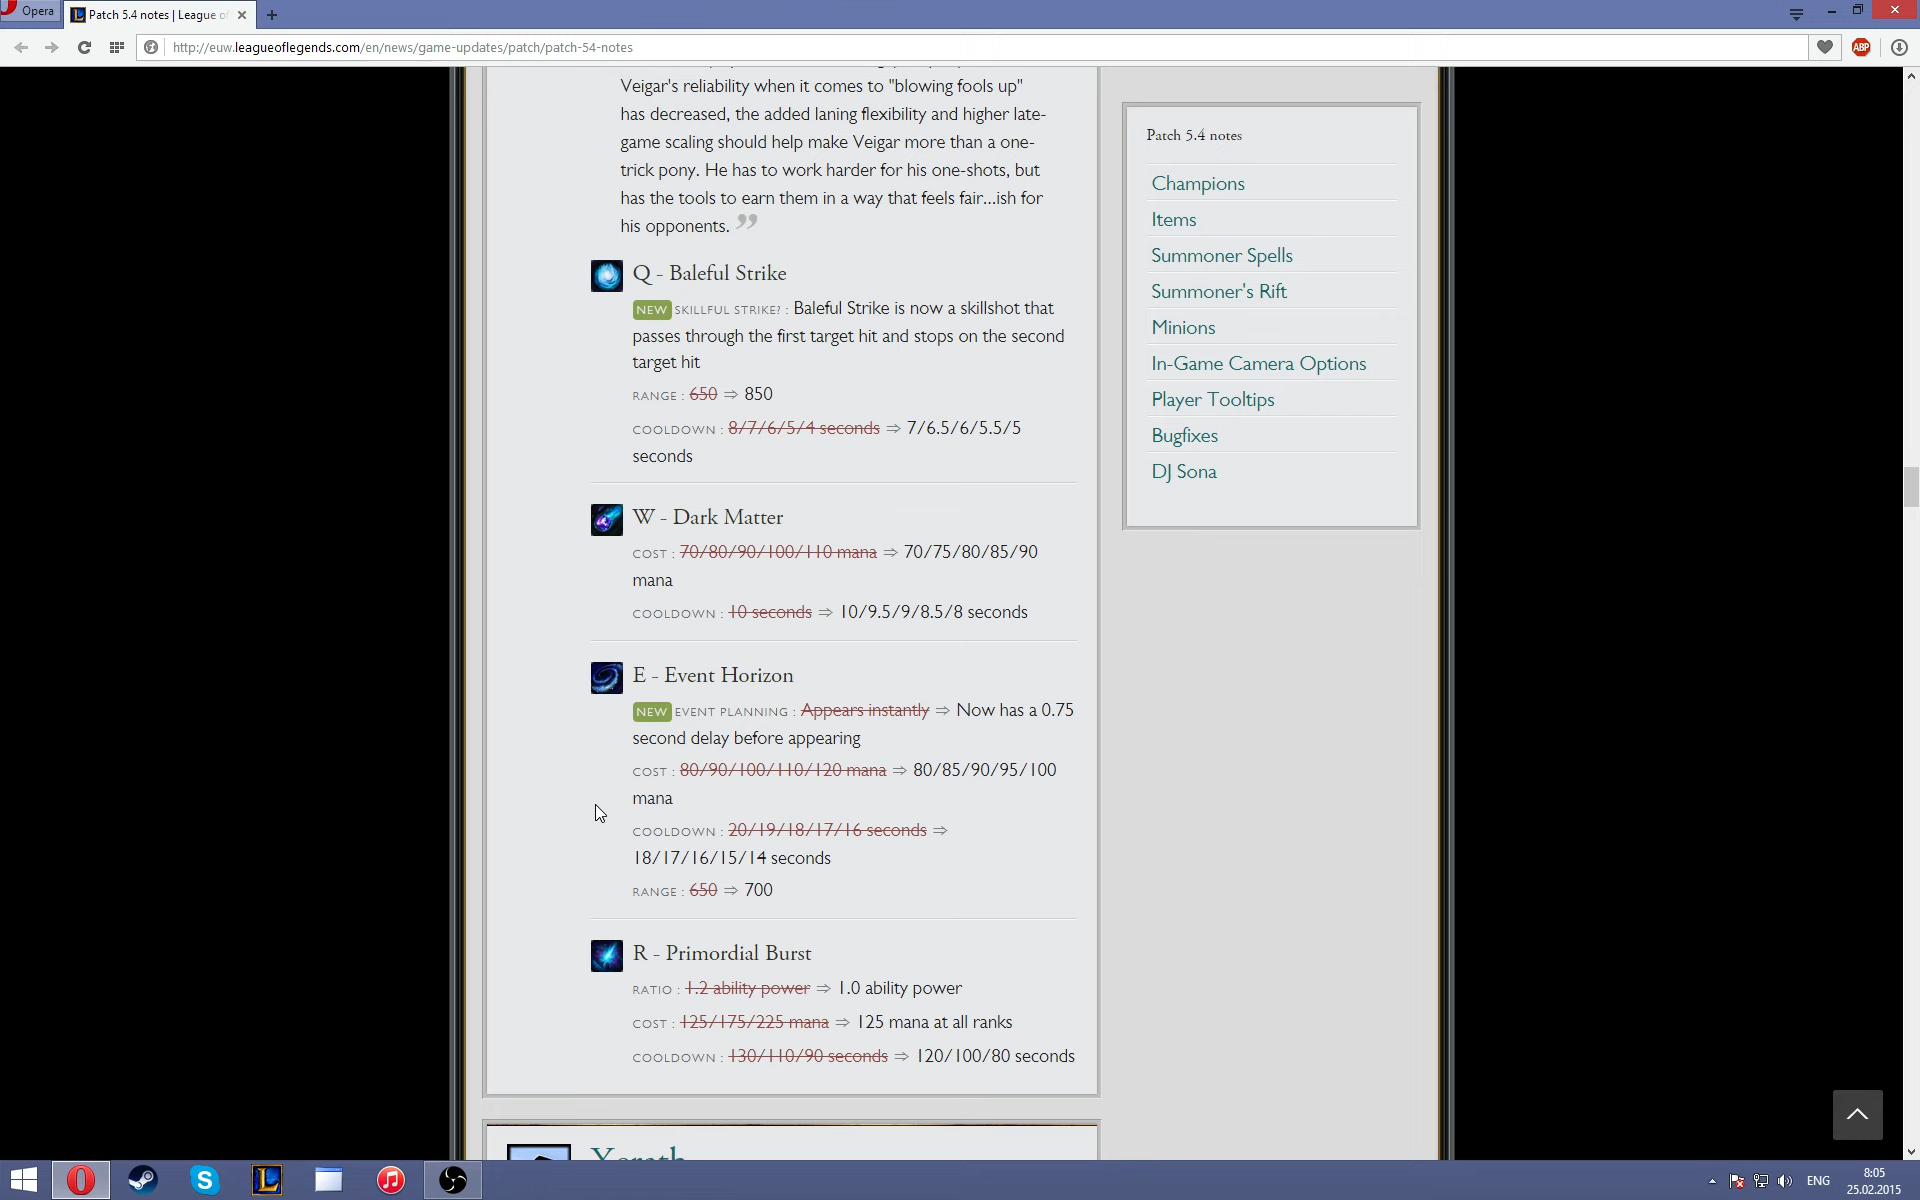 Opera
Patch 5.4 notes | League of
http://euw.leagueoflegends.com/en/news/game-updates/patch/patch-54-notes
ABP
Veigar's reliability when it comes to "blowing fools up"
has decreased, the added laning flexibility and higher late-
game scaling should help make Veigar more than a one-
trick pony. He has to work harder for his one-shots, but
has the tools to earn them in a way that feels fair...ish for
his opponents. ”
Q - Baleful Strike
NEW SKILLFUL STRIKE? : Baleful Strike is now a skillshot that
passes through the first target hit and stops on the second
target hit
RANGE : 650 ⇒ 850
COOLDOWN : 8/7/6/5/4 seconds ⇒ 7/6.5/6/5.5/5
seconds
W - Dark Matter
COST : 70/80/90/100/110 mana ⇒ 70/75/80/85/90
mana
COOLDOWN : 10 seconds ⇒ 10/9.5/9/8.5/8 seconds
E - Event Horizon
NEW EVENT PLANNING : Appears instantly ⇒ Now has a 0.75
second delay before appearing
COST : 80/90/100/110/120 mana ⇒ 80/85/90/95/100
mana
COOLDOWN : 20/19/18/17/16 seconds ⇒
18/17/16/15/14 seconds
RANGE : 650 ⇒ 700
R - Primordial Burst
RATIO : 1.2 ability power ⇒ 1.0 ability power
COST : 125/175/225 mana ⇒ 125 mana at all ranks
COOLDOWN : 130/110/90 seconds ⇒ 120/100/80 seconds
Xerath
Patch 5.4 notes
Champions
Items
Summoner Spells
Summoner's Rift
Minions
In-Game Camera Options
Player Tooltips
Bugfixes
DJ Sona
ENG
8:05
25.02.2015